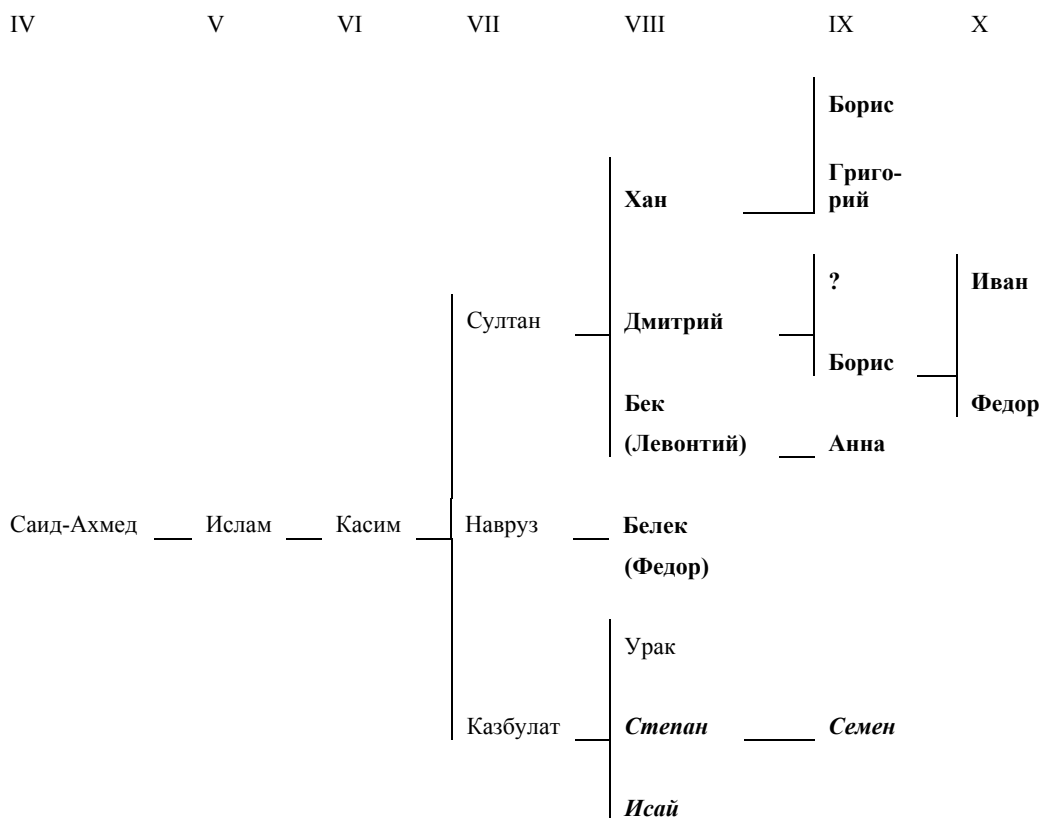 IV V VI VII VIII IX X
Борис
Григо-
Хан рий
? Иван
Султан Дмитрий
Борис
Бек Федор
(Левонтий) Анна
Саид-Ахмед Ислам Касим Навруз Белек
(Федор)
Урак
Казбулат Степан Семен
Исай